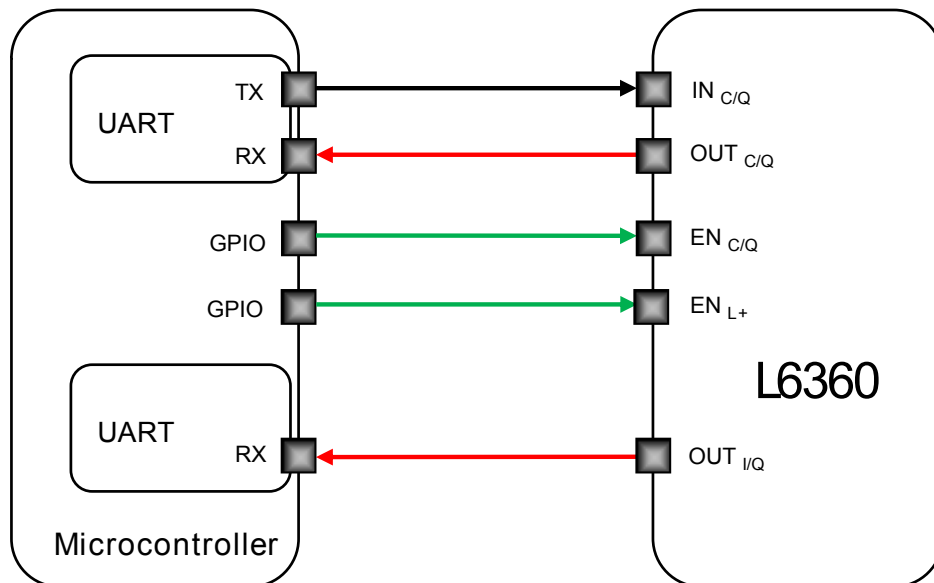 TX IN C/Q
UART
RX OUT C/Q
GPIO EN C/Q
GPIO EN L+
L6360
UART
RX OUT I/Q
Microcontroller